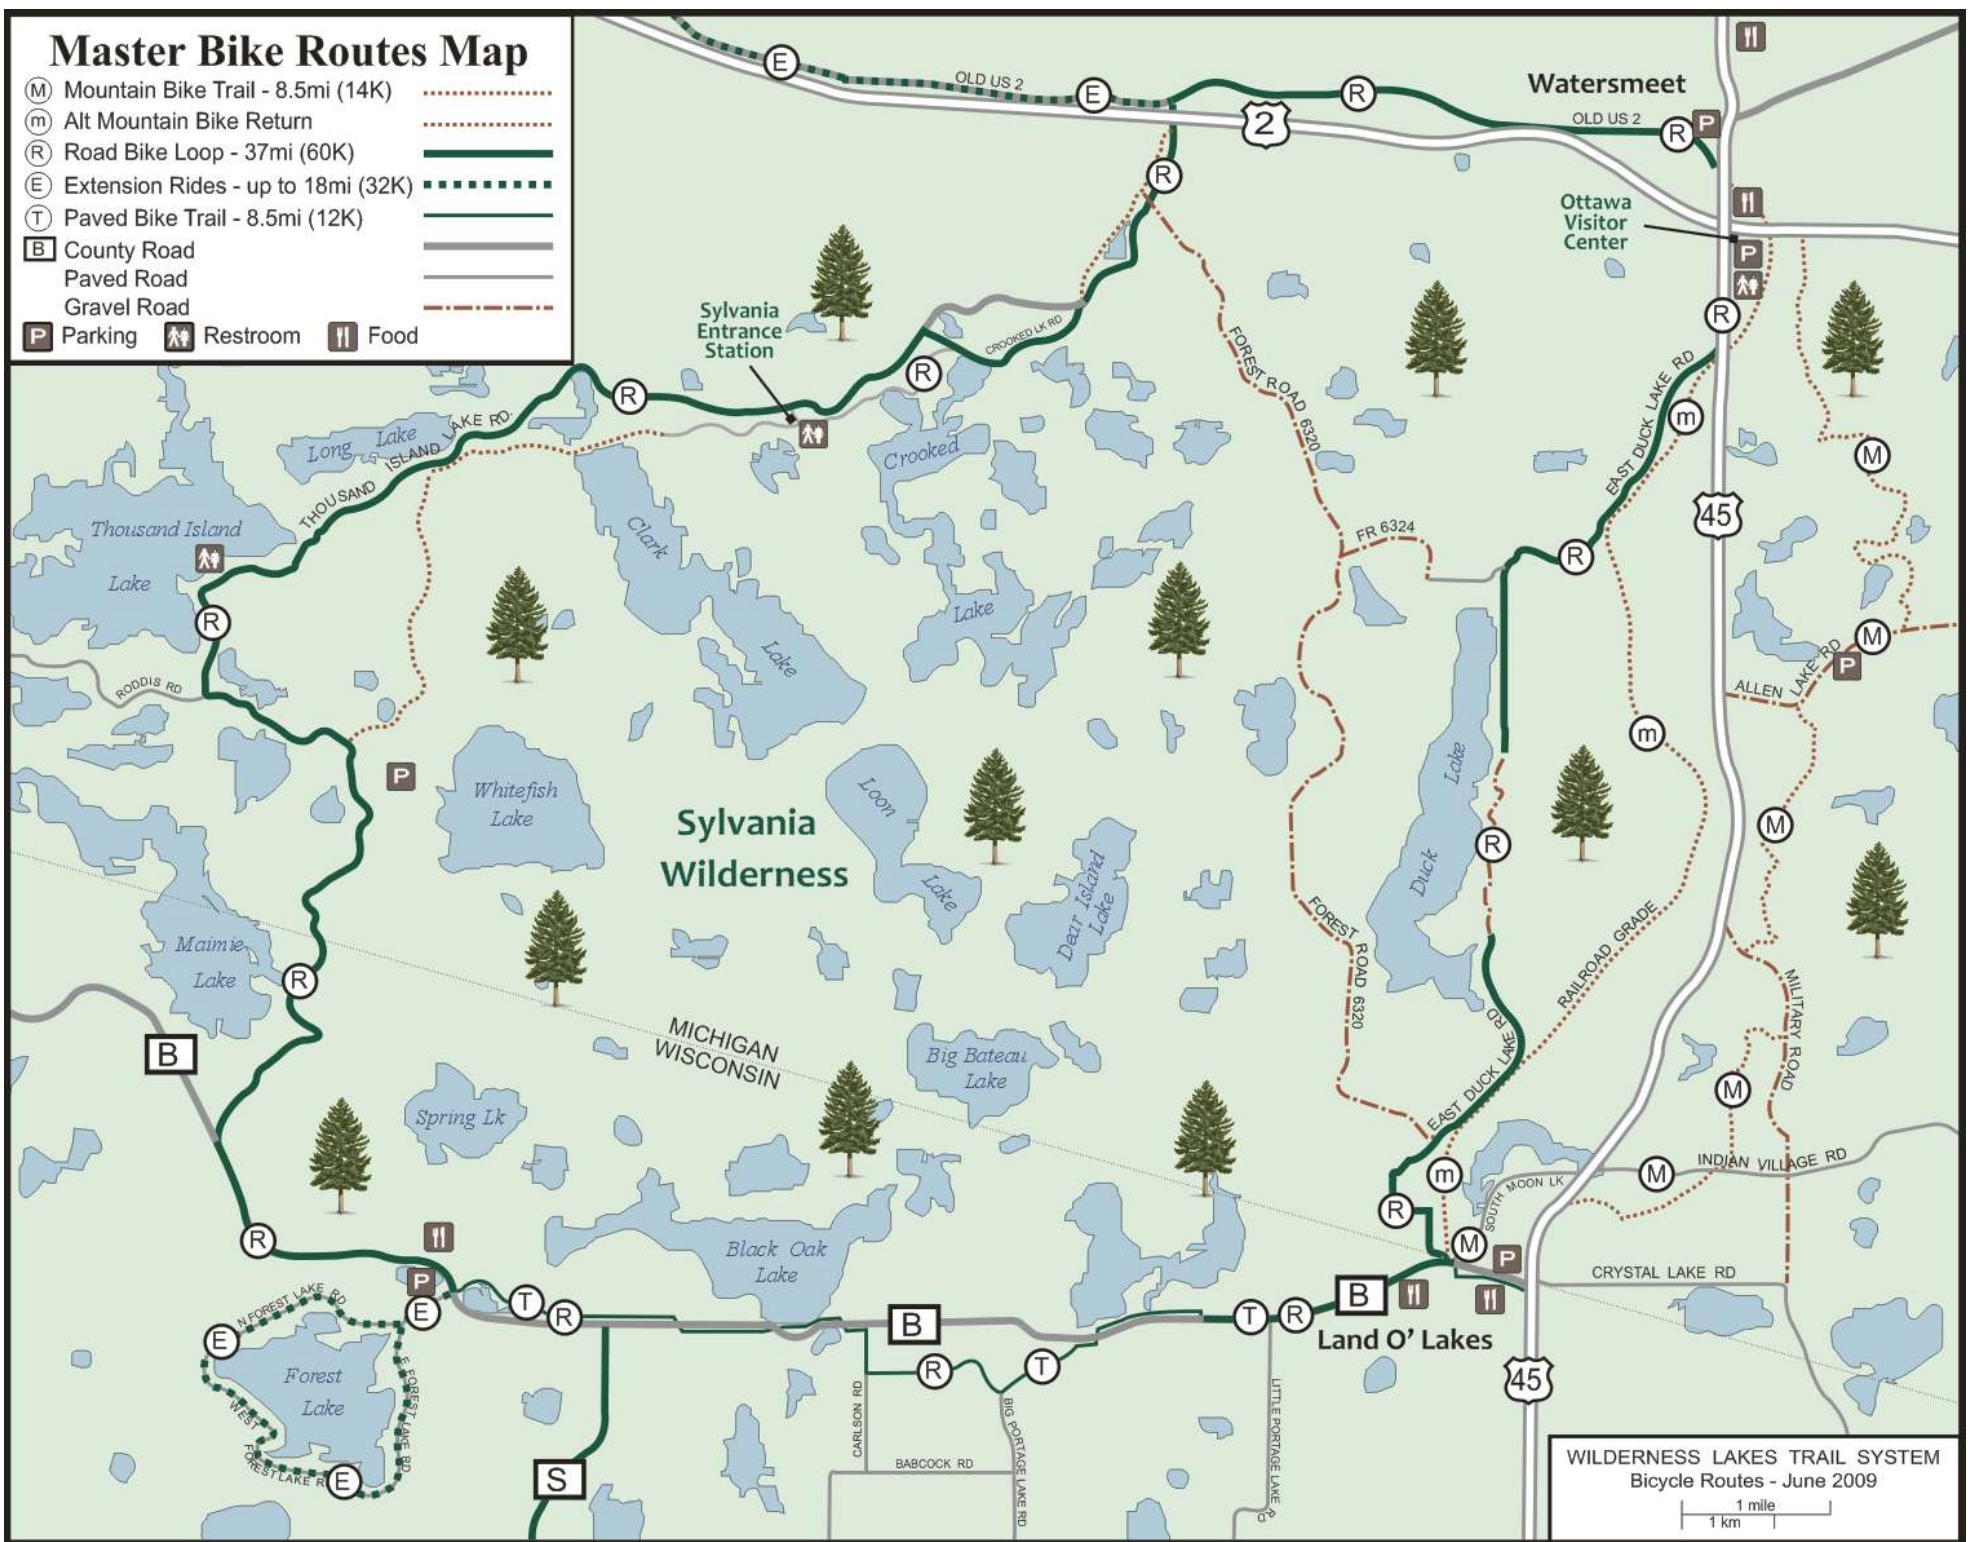 Master Bike Routes Map
M Mountain Bike Trail - 8.5mi (14K)
m Alt Mountain Bike Return
R Road Bike Loop - 37mi (60K)
E Extension Rides - up to 18mi (32K)
T Paved Bike Trail - 8.5mi (12K)
B County Road
Paved Road
Gravel Road
P Parking
Restroom
Food
E
OLD US 2
E
R
2
Watersmeet
OLD US 2
R
P
R
Ottawa
Visitor
Center
P
R
Sylvania
Entrance
Station
CROOKED LK RD
R
R
FOREST ROAD 6320
EAST DUCK LAKE RD
m
M
45
Long Lake
THOUSAND ISLAND LAKE RD.
Crooked
Lake
Clark
Lake
Thousand Island
Lake
FR 6324
R
R
M
P
ALLEN LAKE RD
RODDIS RD
m
P
Whitefish
Lake
Sylvania
Wilderness
Loon
Lake
Dear Island
Lake
Duck
Lake
R
M
FOREST ROAD 6320
RAILROAD GRADE
MILITARY ROAD
Maimie
Lake
R
B
MICHIGAN
WISCONSIN
Big Bateau
Lake
EAST DUCK LAKE RD
M
Spring Lk
m
M
INDIAN VILLAGE RD
SOUTH MOON LK
R
M
P
R
Black Oak
Lake
CRYSTAL LAKE RD
P
E
N FOREST LAKE RD
T
R
B
T
R
B
Land O' Lakes
E
Forest
Lake
E FOREST LAKE RD
WEST
FOREST LAKE R
E
R
T
CARLSON RD
BIG PORTAGE LAKE RD
LITTLE PORTAGE LAKE RD
BABCOCK RD
S
45
WILDERNESS LAKES TRAIL SYSTEM
Bicycle Routes - June 2009
1 mile
1 km